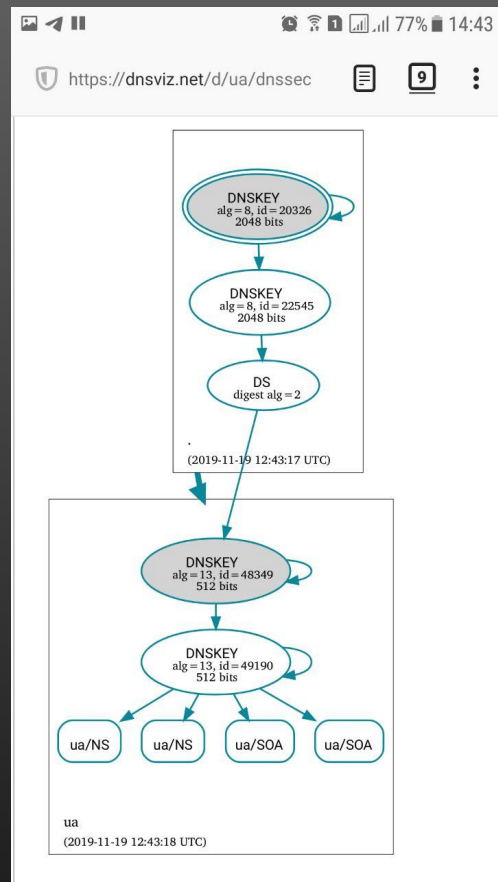 1 77% 14:43
https://dnsviz.net/d/ua/dnssec 9
DNSKEY
alg=8, id=20326
2048 bits
DNSKEY
alg=8, id=22545
2048 bits
DS
digest alg=2
.
(2019-11-19 12:43:17 UTC)
DNSKEY
alg=13, id=48349
512 bits
DNSKEY
alg=13, id=49190
512 bits
ua/NS ua/NS ua/SOA ua/SOA
ua
(2019-11-19 12:43:18 UTC)